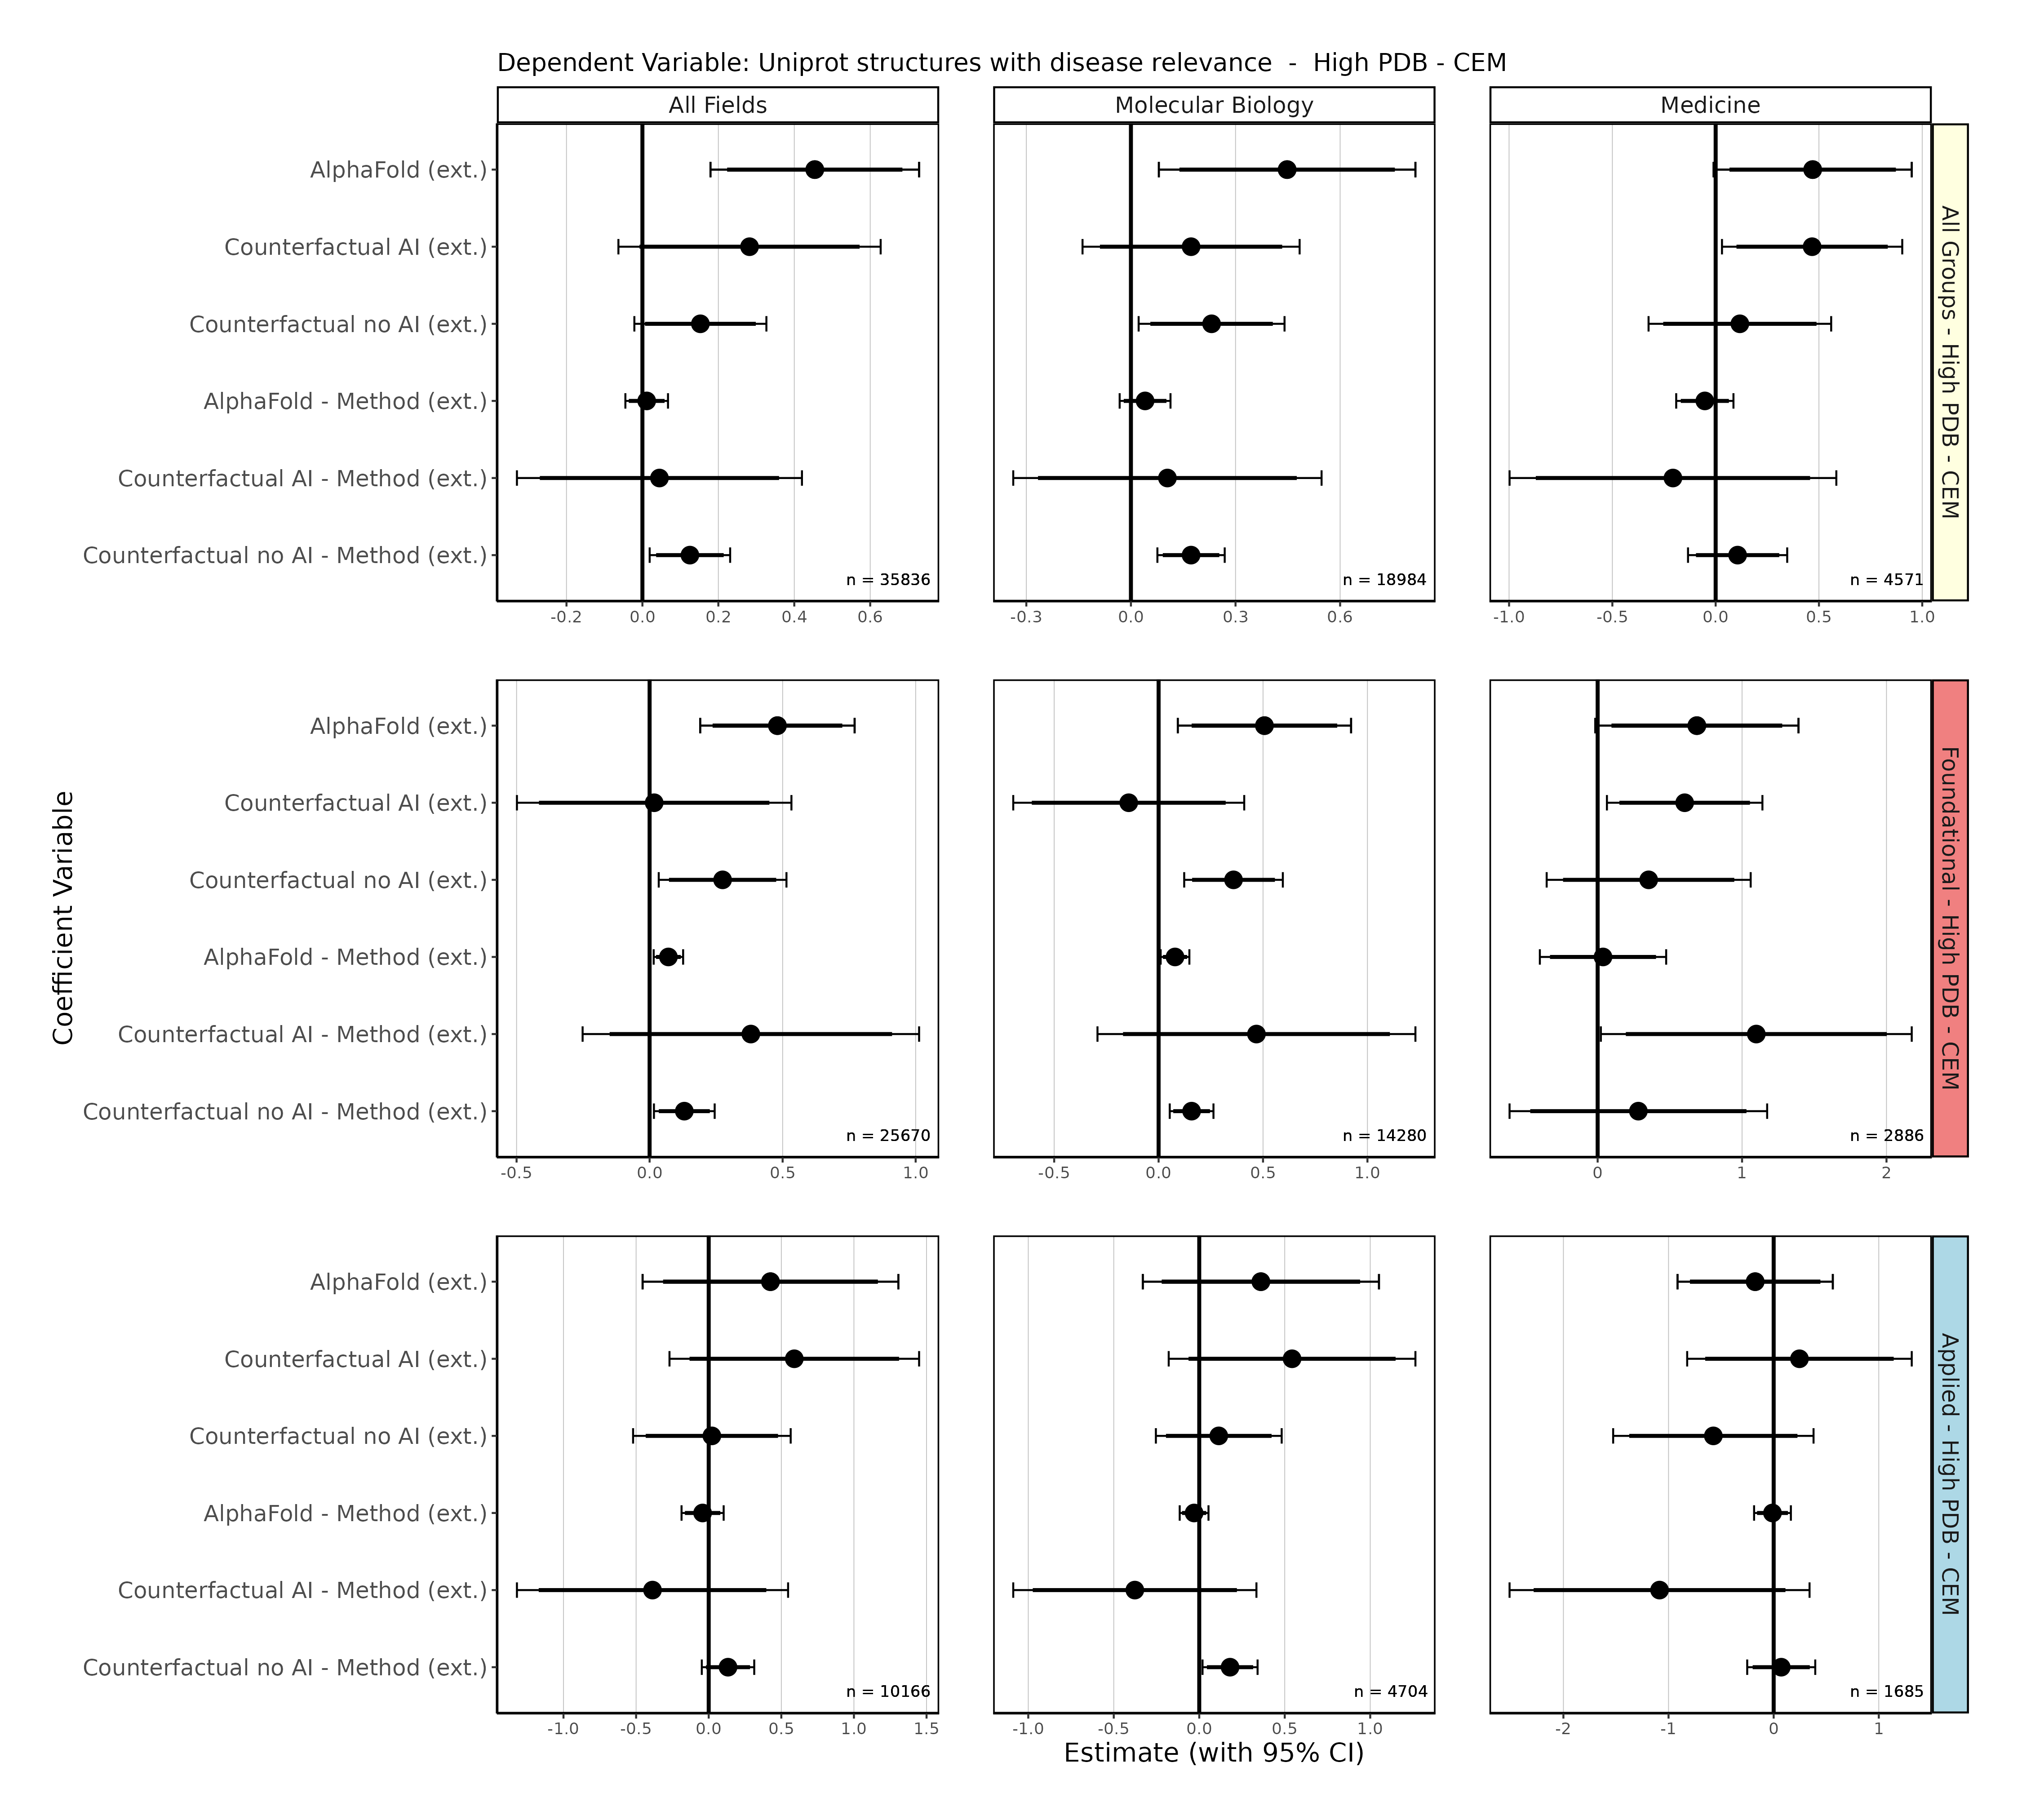 Dependent Variable: Uniprot structures with disease relevance - High PDB - CEM
All Fields
Molecular Biology
Medicine
AlphaFold (ext.)
Counterfactual AI (ext.)
Counterfactual no AI (ext.)
AlphaFold - Method (ext.)
Counterfactual AI - Method (ext.)
Counterfactual no AI - Method (ext.)
n = 35836
n = 18984
n = 4571
All Groups - High PDB - CEM
-0.2 0.0 0.2 0.4 0.6
-0.3 0.0 0.3 0.6
-1.0 -0.5 0.0 0.5 1.0
Coefficient Variable
AlphaFold (ext.)
Counterfactual AI (ext.)
Counterfactual no AI (ext.)
AlphaFold - Method (ext.)
Counterfactual AI - Method (ext.)
Counterfactual no AI - Method (ext.)
n = 25670
n = 14280
n = 2886
Foundational - High PDB - CEM
-0.5 0.0 0.5 1.0
-0.5 0.0 0.5 1.0
0 1 2
AlphaFold (ext.)
Counterfactual AI (ext.)
Counterfactual no AI (ext.)
AlphaFold - Method (ext.)
Counterfactual AI - Method (ext.)
Counterfactual no AI - Method (ext.)
n = 10166
n = 4704
n = 1685
Applied - High PDB - CEM
-1.0 -0.5 0.0 0.5 1.0 1.5
-1.0 -0.5 0.0 0.5 1.0
-2 -1 0 1
Estimate (with 95% CI)